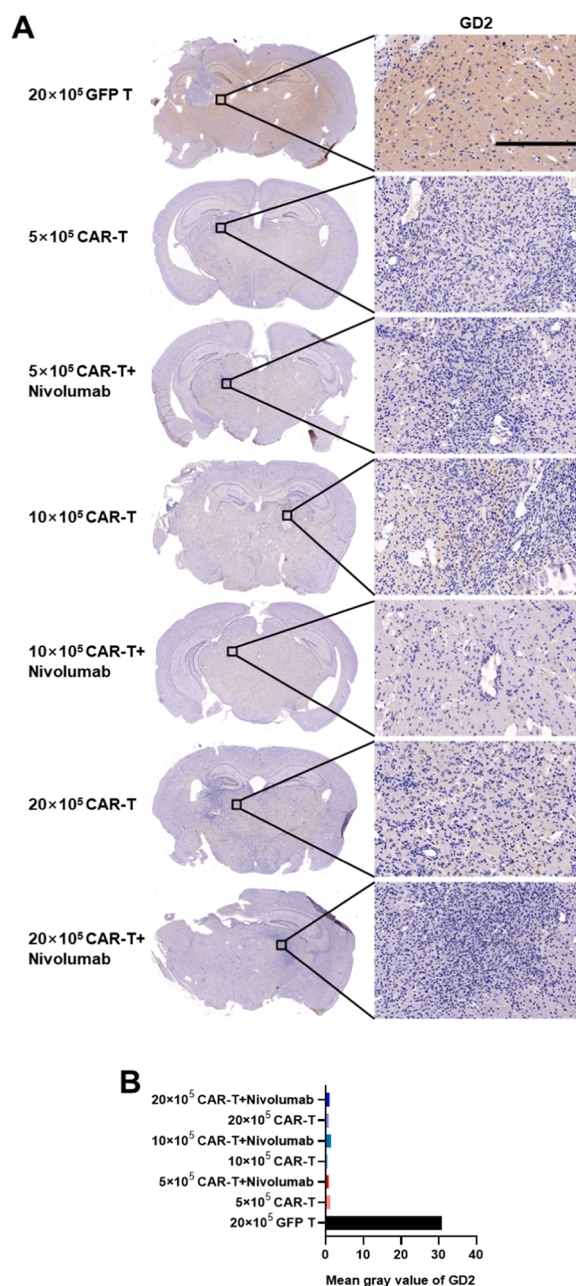 A
GD2
20×10⁵ GFP T
5×10⁵ CAR-T
5×10⁵ CAR-T+
Nivolumab
10×10⁵ CAR-T
10×10⁵ CAR-T+
Nivolumab
20×10⁵ CAR-T
20×10⁵ CAR-T+
Nivolumab
B
20×10⁵ CAR-T+Nivolumab
20×10⁵ CAR-T
10×10⁵ CAR-T+Nivolumab
10×10⁵ CAR-T
5×10⁵ CAR-T+Nivolumab
5×10⁵ CAR-T
20×10⁵ GFP T
0 10 20 30 40
Mean gray value of GD2